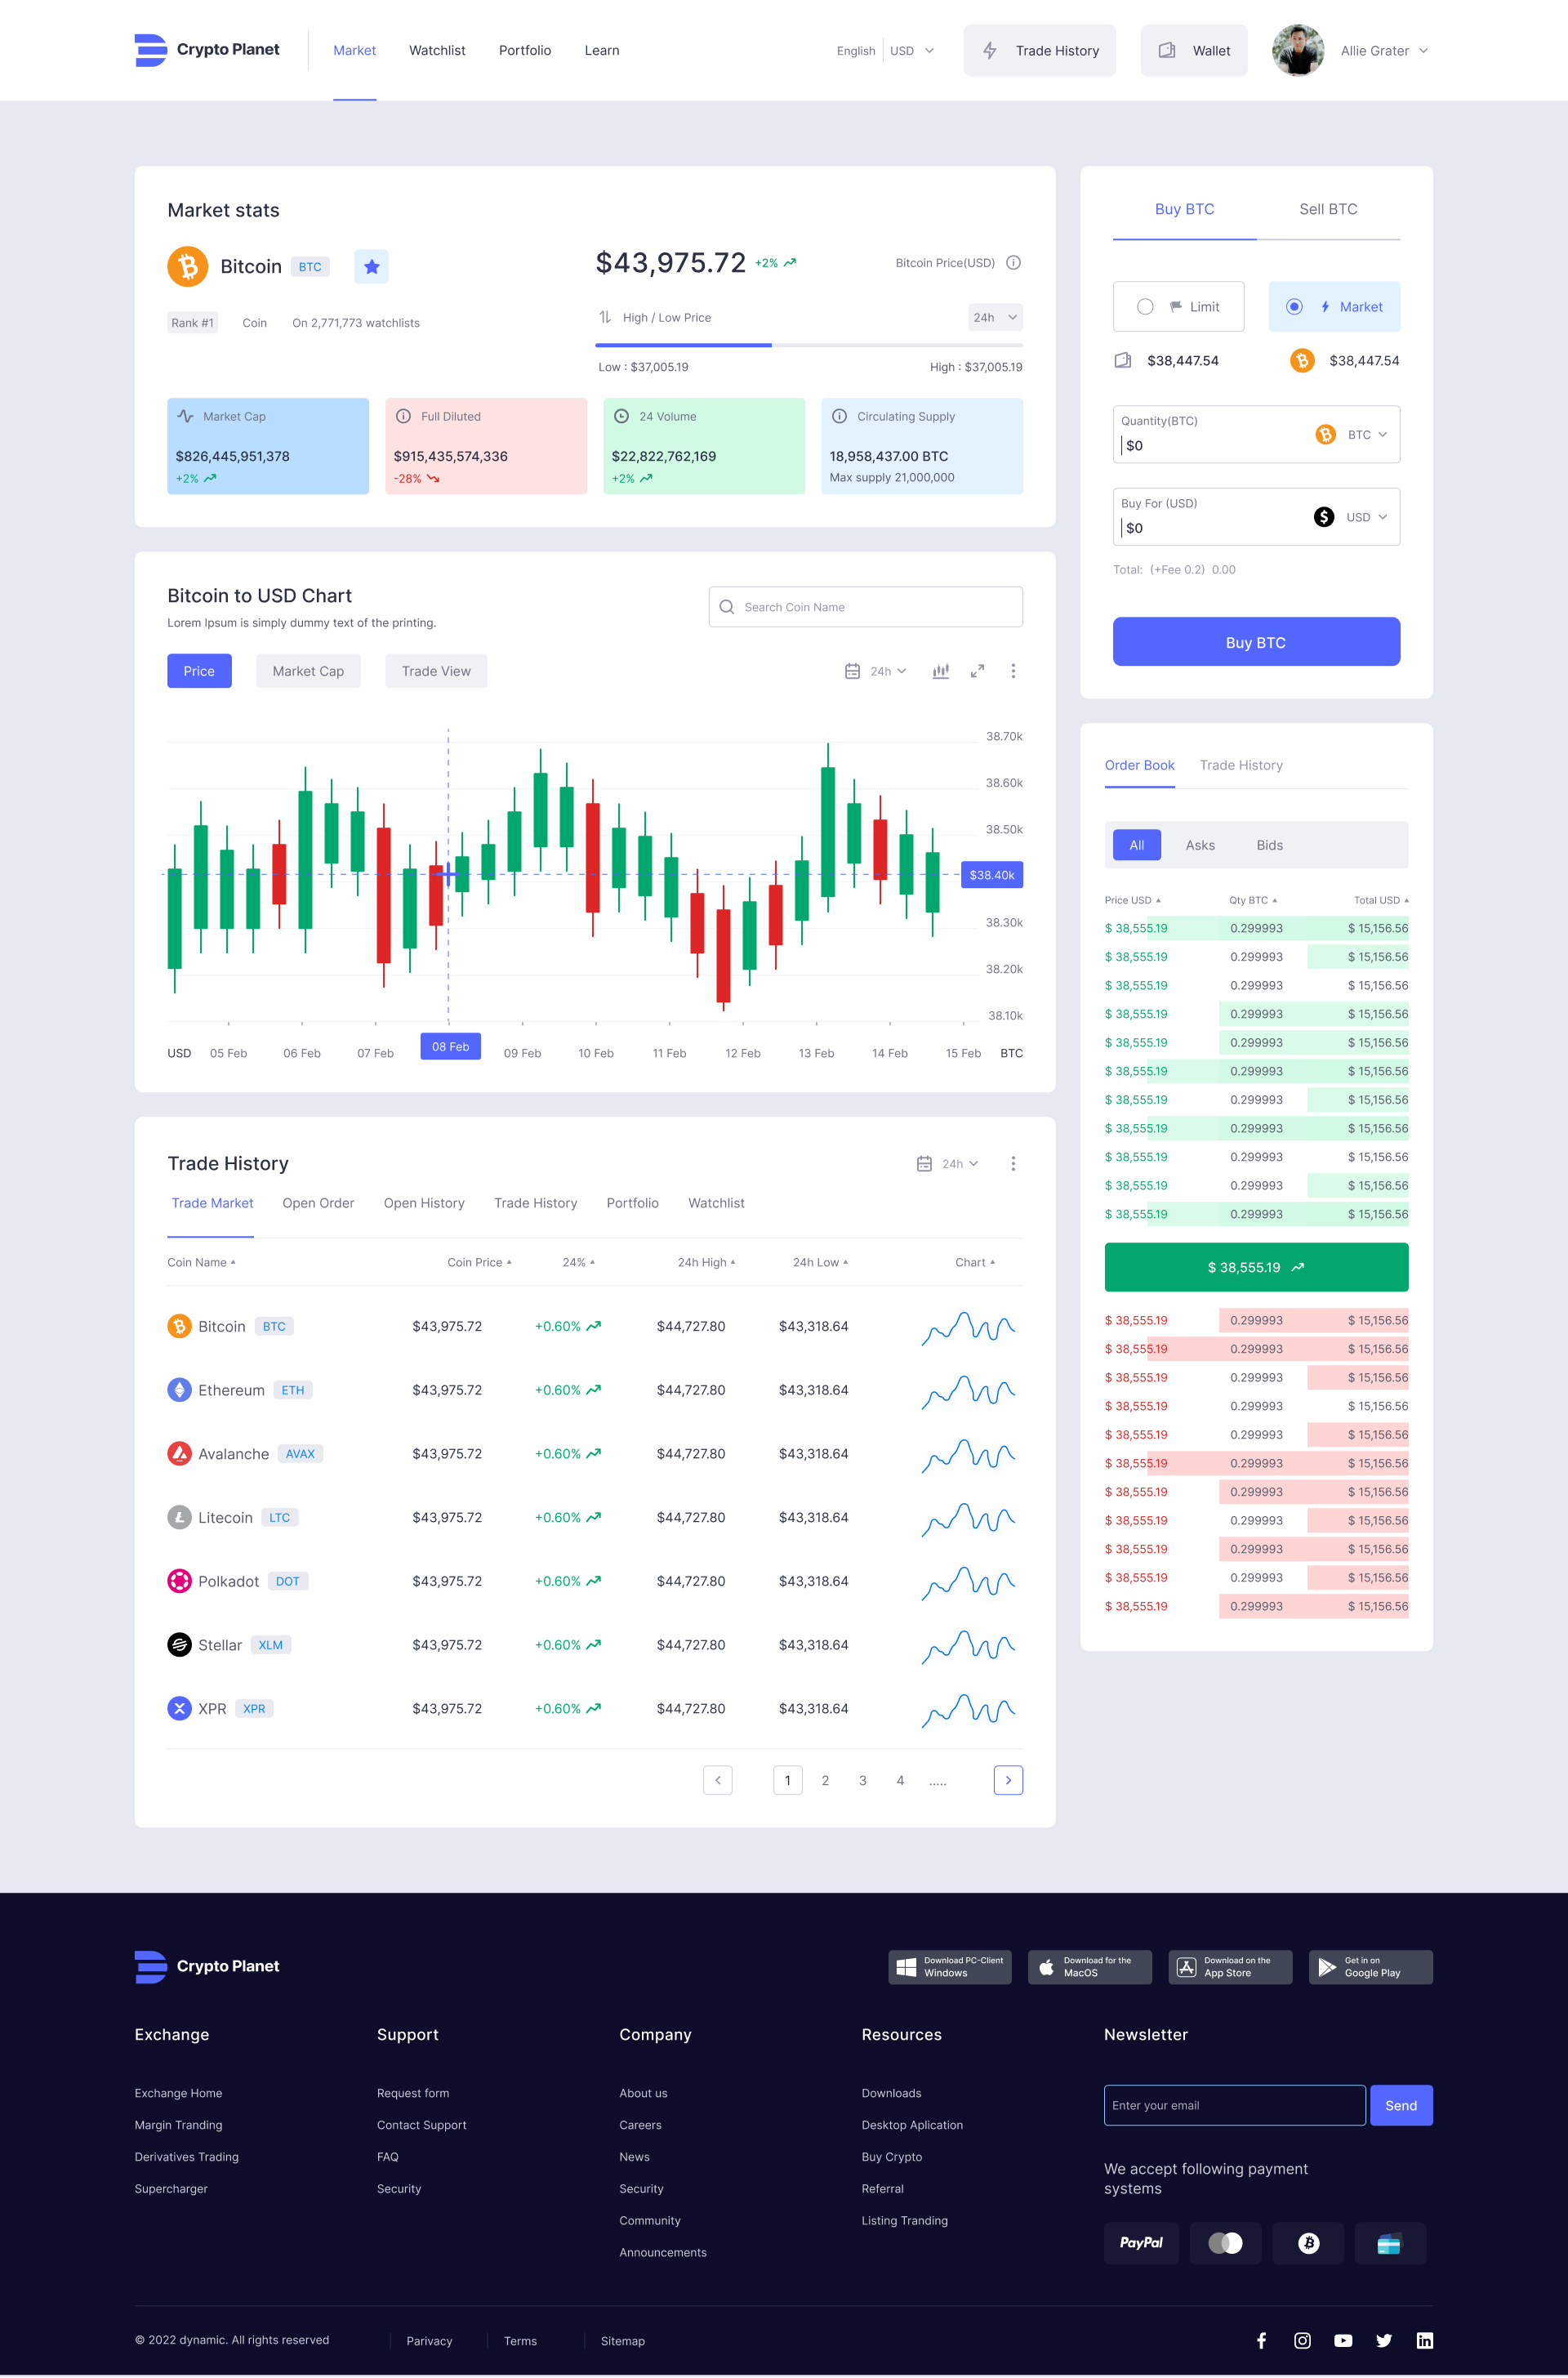 Crypto Planet
Market Watchlist Portfolio Learn
English USD
Trade History
Wallet
Allie Grater
Market stats
Bitcoin BTC
Rank #1 Coin On 2,771,773 watchlists
$43,975.72 +2%
Bitcoin Price(USD)
High / Low Price
24h
Low : $37,005.19 High : $37,005.19
Market Cap
$826,445,951,378
+2%
Full Diluted
$915,435,574,336
-28%
24 Volume
$22,822,762,169
+2%
Circulating Supply
18,958,437.00 BTC
Max supply 21,000,000
Bitcoin to USD Chart
Lorem Ipsum is simply dummy text of the printing.
Search Coin Name
Price Market Cap Trade View
24h
38.70k
38.60k
38.50k
$38.40k
38.30k
38.20k
38.10k
USD 05 Feb 06 Feb 07 Feb 08 Feb 09 Feb 10 Feb 11 Feb 12 Feb 13 Feb 14 Feb 15 Feb BTC
Trade History
24h
Trade Market Open Order Open History Trade History Portfolio Watchlist
Coin Name Coin Price 24% 24h High 24h Low Chart
Bitcoin BTC $43,975.72 +0.60% $44,727.80 $43,318.64
Ethereum ETH $43,975.72 +0.60% $44,727.80 $43,318.64
Avalanche AVAX $43,975.72 +0.60% $44,727.80 $43,318.64
Litecoin LTC $43,975.72 +0.60% $44,727.80 $43,318.64
Polkadot DOT $43,975.72 +0.60% $44,727.80 $43,318.64
Stellar XLM $43,975.72 +0.60% $44,727.80 $43,318.64
XPR XPR $43,975.72 +0.60% $44,727.80 $43,318.64
1 2 3 4 .....
Buy BTC Sell BTC
Limit Market
$38,447.54 $38,447.54
Quantity(BTC)
$0
BTC
Buy For (USD)
$0
USD
Total: (+Fee 0.2) 0.00
Buy BTC
Order Book Trade History
All Asks Bids
Price USD Qty BTC Total USD
$ 38,555.19 0.299993 $ 15,156.56
$ 38,555.19 0.299993 $ 15,156.56
$ 38,555.19 0.299993 $ 15,156.56
$ 38,555.19 0.299993 $ 15,156.56
$ 38,555.19 0.299993 $ 15,156.56
$ 38,555.19 0.299993 $ 15,156.56
$ 38,555.19 0.299993 $ 15,156.56
$ 38,555.19 0.299993 $ 15,156.56
$ 38,555.19 0.299993 $ 15,156.56
$ 38,555.19 0.299993 $ 15,156.56
$ 38,555.19 0.299993 $ 15,156.56
$ 38,555.19
$ 38,555.19 0.299993 $ 15,156.56
$ 38,555.19 0.299993 $ 15,156.56
$ 38,555.19 0.299993 $ 15,156.56
$ 38,555.19 0.299993 $ 15,156.56
$ 38,555.19 0.299993 $ 15,156.56
$ 38,555.19 0.299993 $ 15,156.56
$ 38,555.19 0.299993 $ 15,156.56
$ 38,555.19 0.299993 $ 15,156.56
$ 38,555.19 0.299993 $ 15,156.56
$ 38,555.19 0.299993 $ 15,156.56
$ 38,555.19 0.299993 $ 15,156.56
Crypto Planet
Download PC-Client
Windows
Download for the
MacOS
Download on the
App Store
Get in on
Google Play
Exchange
Exchange Home
Margin Tranding
Derivatives Trading
Supercharger
Support
Request form
Contact Support
FAQ
Security
Company
About us
Careers
News
Security
Community
Announcements
Resources
Downloads
Desktop Aplication
Buy Crypto
Referral
Listing Tranding
Newsletter
Enter your email
Send
We accept following payment
systems
PayPal
© 2022 dynamic. All rights reserved
Parivacy
Terms
Sitemap